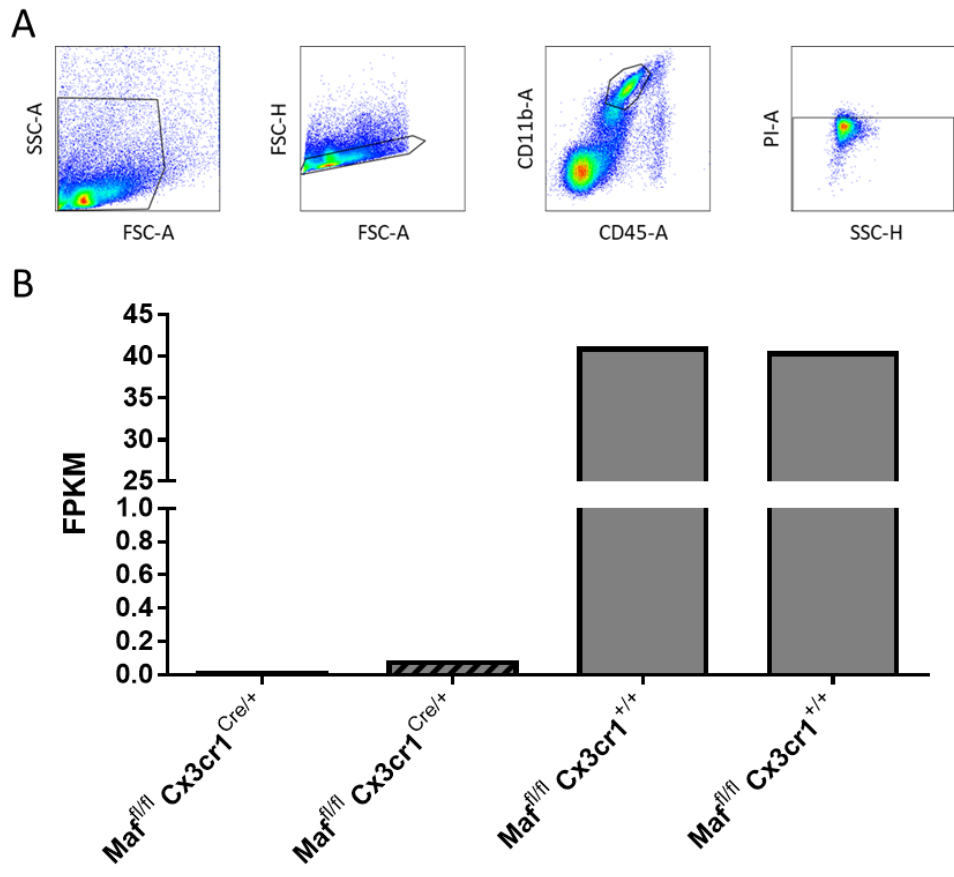 A
SSC-A
FSC-A
FSC-H
FSC-A
CD11b-A
CD45-A
PI-A
SSC-H
B
FPKM
45
40
35
30
25
1.0
0.8
0.6
0.4
0.2
0.0
Maf^fl/fl Cx3cr1^Cre/+
Maf^fl/fl Cx3cr1^Cre/+
Maf^fl/fl Cx3cr1^+/+
Maf^fl/fl Cx3cr1^+/+